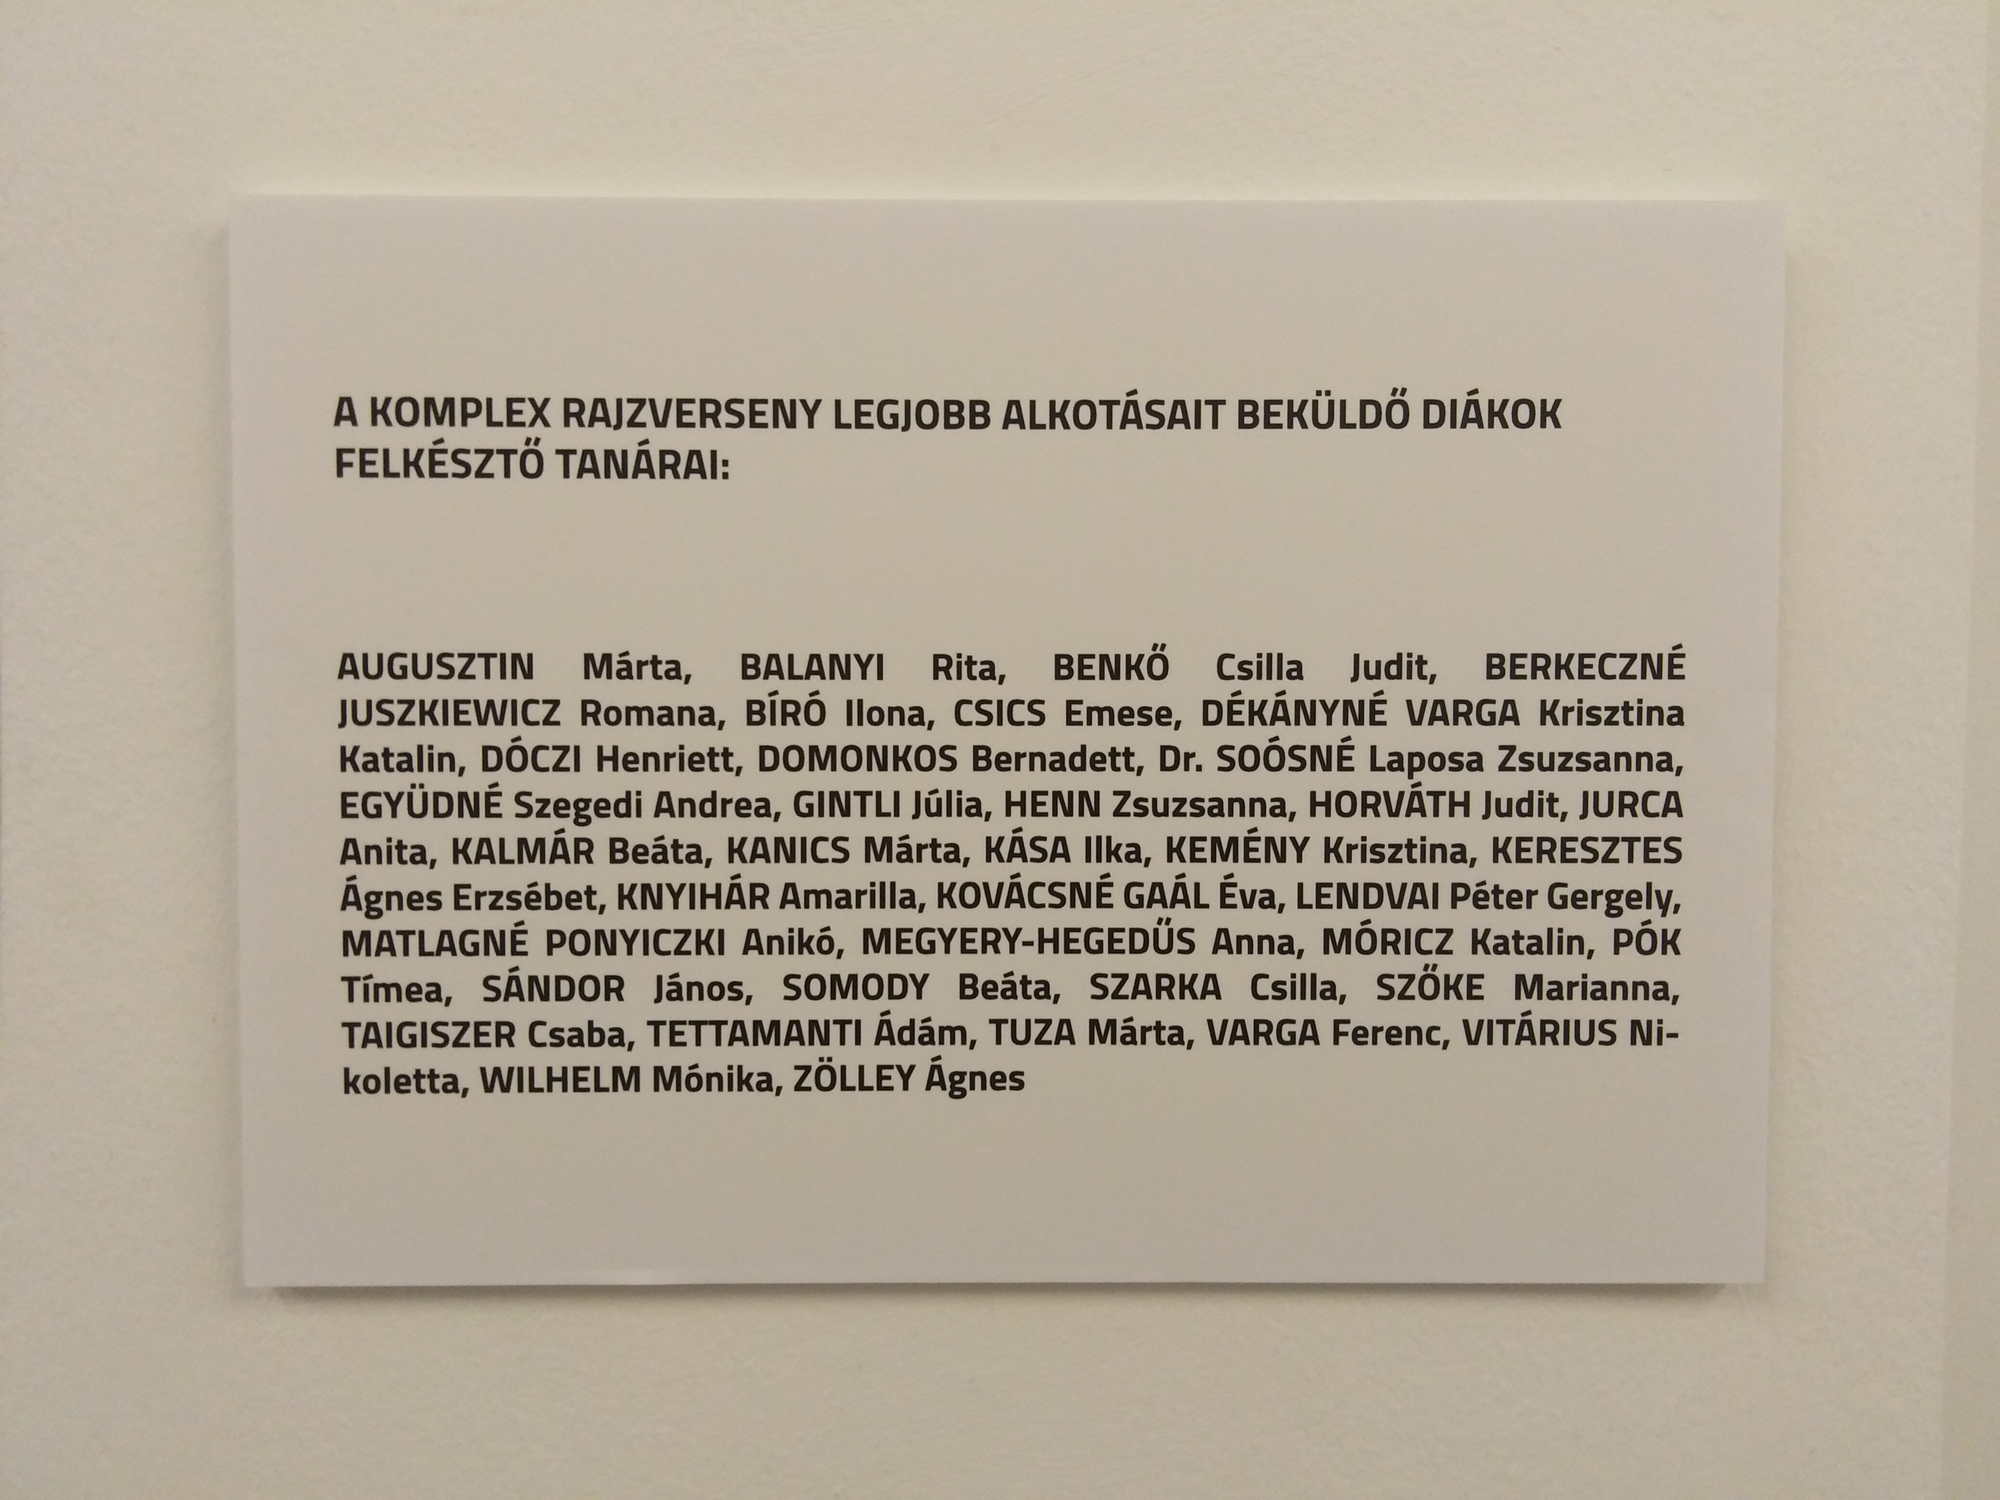 A KOMPLEX RAJZVERSENY LEGJOBB ALKOTÁSAIT BEKÜLDŐ DIÁKOK
FELKÉSZTŐ TANÁRAI:
AUGUSZTIN Márta, BALANYI Rita, BENKŐ Csilla Judit, BERKECZNÉ
JUSZKIEWICZ Romana, BÍRÓ Ilona, CSICS Emese, DÉKÁNYNÉ VARGA Krisztina
Katalin, DÓCZI Henriett, DOMONKOS Bernadett, Dr. SOÓSNÉ Laposa Zsuzsanna,
EGYÜDNÉ Szegedi Andrea, GINTLI Júlia, HENN Zsuzsanna, HORVÁTH Judit, JURCA
Anita, KALMÁR Beáta, KANICS Márta, KÁSA Ilka, KEMÉNY Krisztina, KERESZTES
Ágnes Erzsébet, KNYIHÁR Amarilla, KOVÁCSNÉ GAÁL Éva, LENDVAI Péter Gergely,
MATLAGNÉ PONYICZKI Anikó, MEGYERY-HEGEDŰS Anna, MÓRICZ Katalin, PÓK
Tímea, SÁNDOR János, SOMODY Beáta, SZARKA Csilla, SZŐKE Marianna,
TAIGISZER Csaba, TETTAMANTI Ádám, TUZA Márta, VARGA Ferenc, VITÁRIUS Ni-
koletta, WILHELM Mónika, ZÖLLEY Ágnes